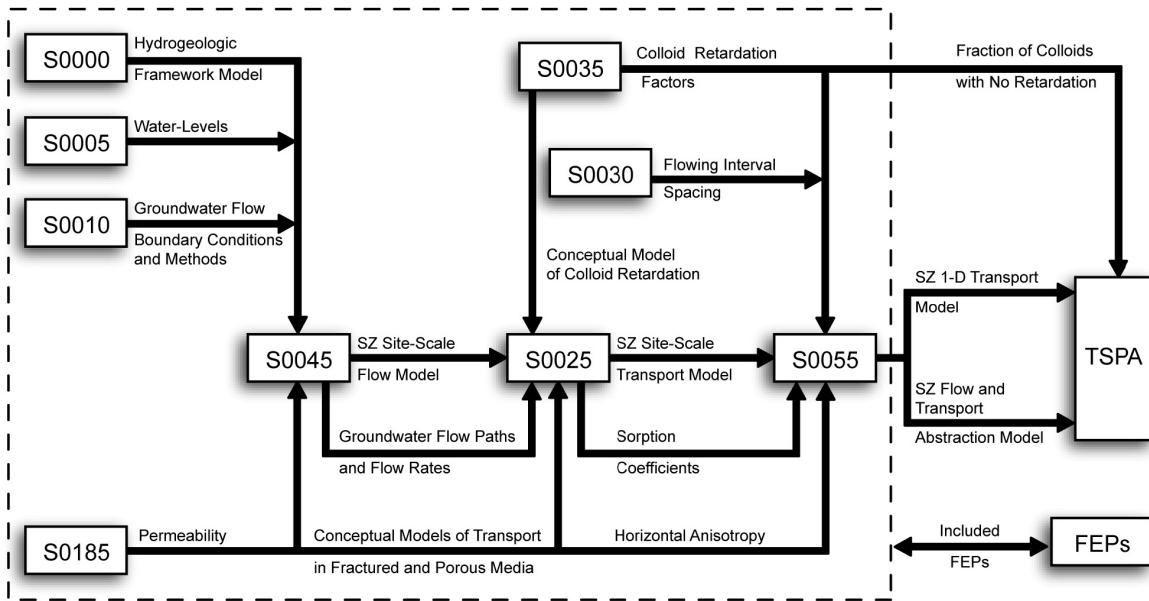 S0000
Hydrogeologic
Framework Model
S0005
Water-Levels
S0010
Groundwater Flow
Boundary Conditions
and Methods
S0035
Colloid Retardation
Factors
Fraction of Colloids
with No Retardation
S0030
Flowing Interval
Spacing
Conceptual Model
of Colloid Retardation
S0045
SZ Site-Scale
Flow Model
S0025
SZ Site-Scale
Transport Model
S0055
SZ 1-D Transport
Model
SZ Flow and
Transport
Abstraction Model
TSPA
Groundwater Flow Paths
and Flow Rates
Sorption
Coefficients
S0185
Permeability
Conceptual Models of Transport
in Fractured and Porous Media
Horizontal Anisotropy
Included
FEPs
FEPs